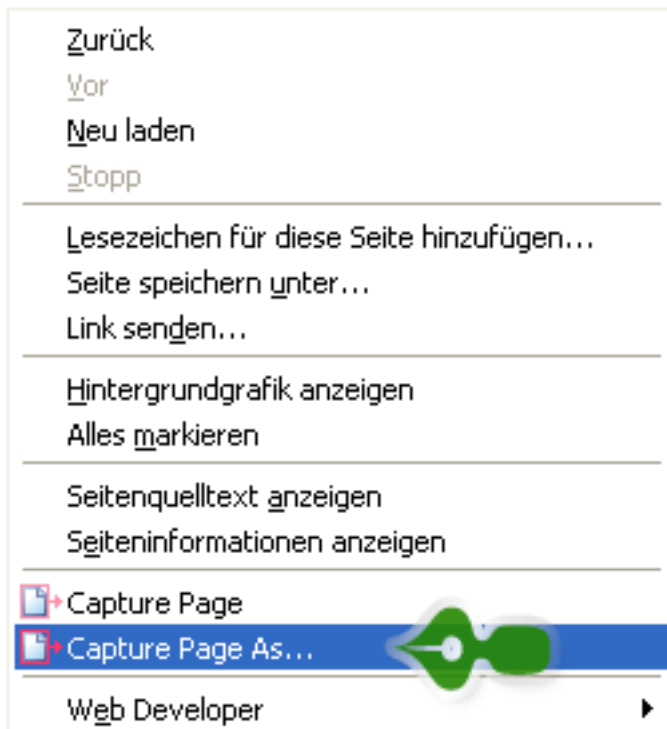 Zurück
Vor
Neu laden
Stopp
Lesezeichen für diese Seite hinzufügen...
Seite speichern unter...
Link senden...
Hintergrundgrafik anzeigen
Alles markieren
Seitenquelltext anzeigen
Seiteninformationen anzeigen
Capture Page
Capture Page As...
Web Developer